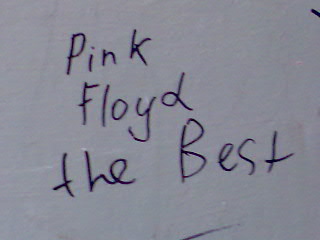 Pink
Floyd
the Best